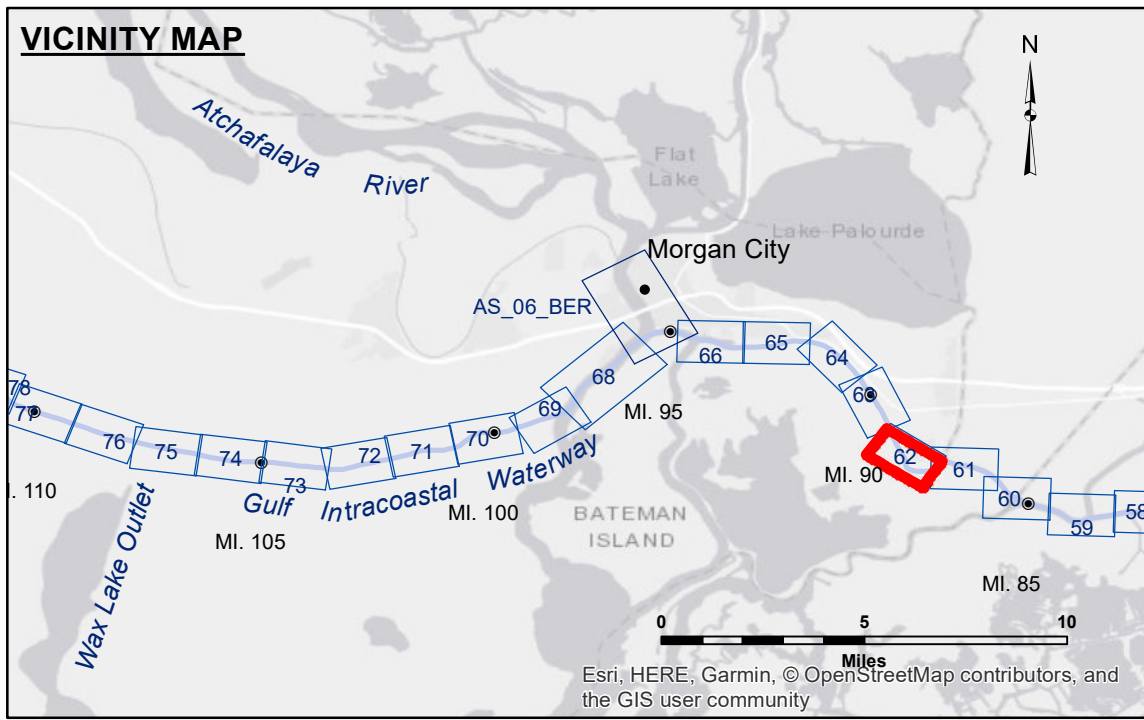 VICINITY MAP
N
Atchafalaya
River
Flat
Lake
Lake Palourde
Morgan City
AS_06_BER
66
65
64
63
68
MI. 95
69
70
71
72
73
74
75
76
77
78
62
61
60
59
58
MI. 90
Waterway
Intracoastal
Gulf
MI. 100
MI. 105
MI. 110
BATEMAN
ISLAND
Wax Lake Outlet
MI. 85
0
5
10
Miles
Esri, HERE, Garmin, © OpenStreetMap contributors, and
the GIS user community